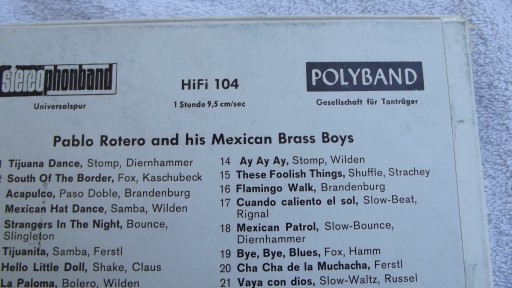 stereophonband
Universalspur
HiFi 104
1 Stunde 9,5 cm/sec
POLYBAND
Gesellschaft für Tonträger
Pablo Rotero and his Mexican Brass Boys
1 Tijuana Dance, Stomp, Diernhammer
2 South Of The Border, Fox, Kaschubeck
Acapulco, Paso Doble, Brandenburg
Mexican Hat Dance, Samba, Wilden
Strangers In The Night, Bounce,
Slingleton
Tijuanita, Samba, Ferstl
Hello Little Doll, Shake, Claus
La Paloma, Bolero, Wilden
14 Ay Ay Ay, Stomp, Wilden
15 These Foolish Things, Shuffle, Strachey
16 Flamingo Walk, Brandenburg
17 Cuando caliento el sol, Slow-Beat,
Rignal
18 Mexican Patrol, Slow-Bounce,
Diernhammer
19 Bye, Bye, Blues, Fox, Hamm
20 Cha Cha de la Muchacha, Ferstl
21 Vaya con dios, Slow-Waltz, Russel